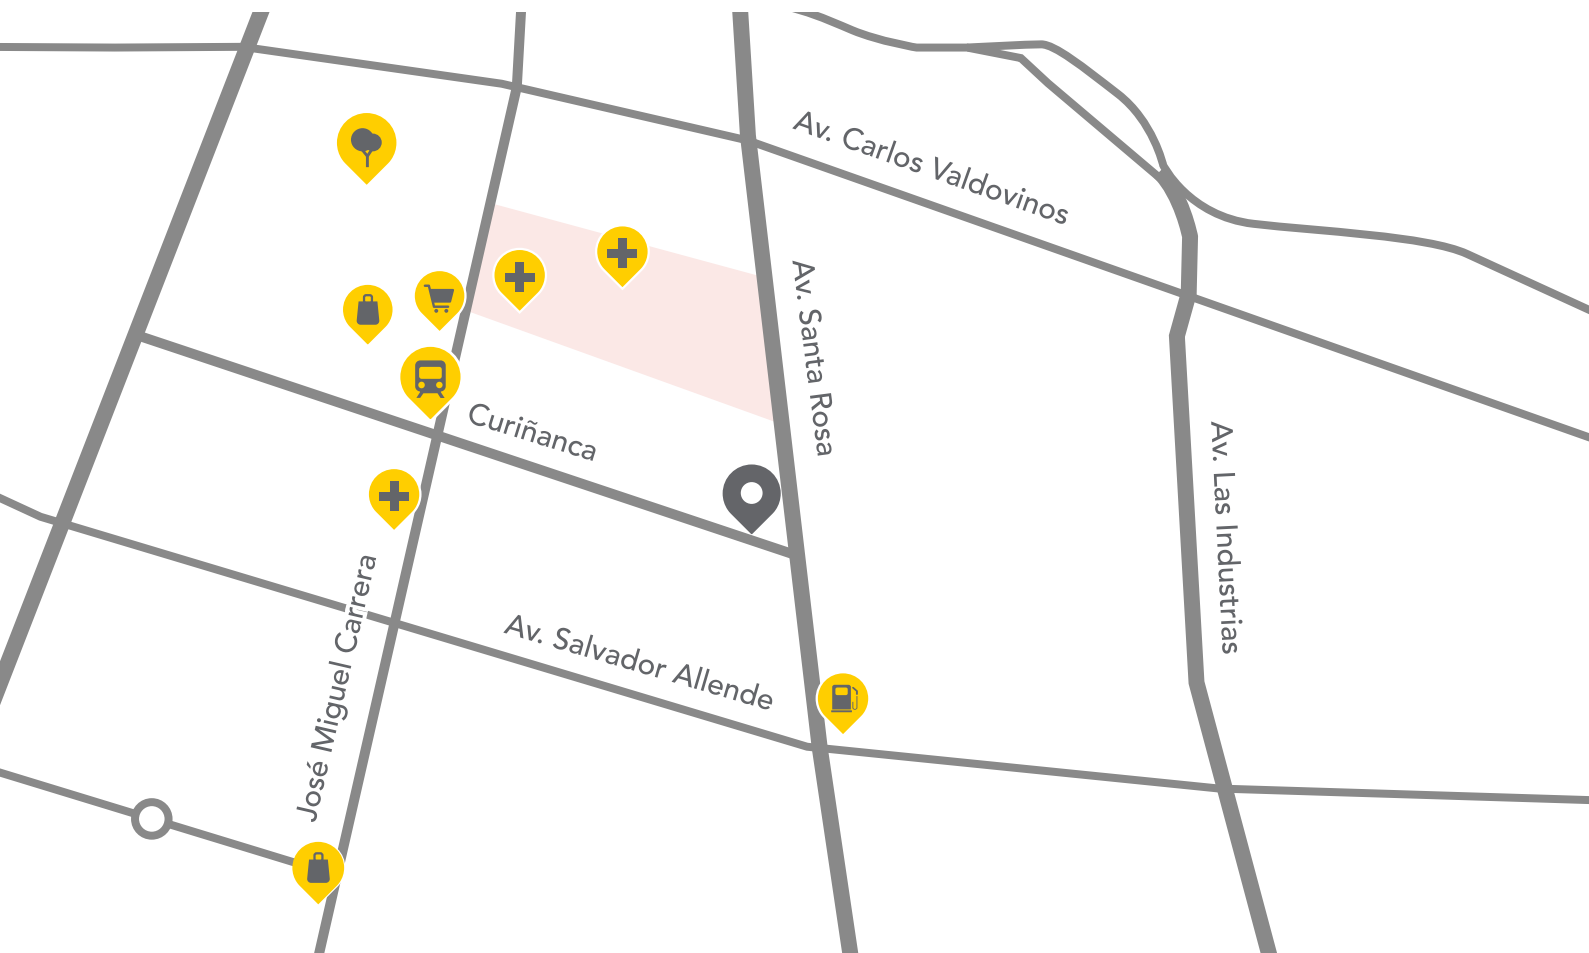 Av. Carlos Valdovinos
Av. Santa Rosa
Curiñanca
Av. Las Industrias
José Miguel Carrera
Av. Salvador Allende